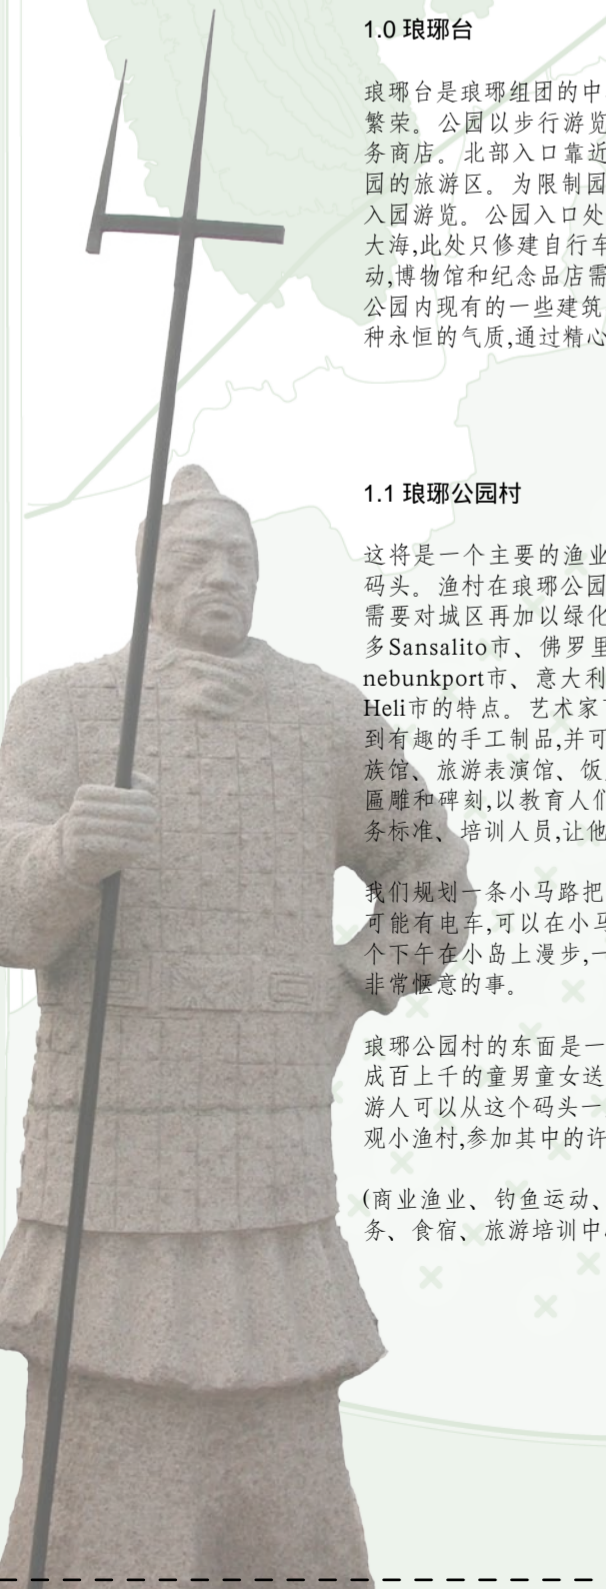 1.0 琅琊台
琅琊台是琅琊组团的中
繁荣。公园以步行游览
务商店。北部入口靠近
园的旅游区。为限制园
入园游览。公园入口处
大海,此处只修建自行车
动,博物馆和纪念品店需
公园内现有的一些建筑
种永恒的气质,通过精心
1.1 琅琊公园村
这将是一个主要的渔业
码头。渔村在琅琊公园
需要对城区再加以绿化
多Sansalito市、佛罗里
nebunkport市、意大利
Heli市的特点。艺术家
到有趣的手工制品,并可
族馆、旅游表演馆、饭
匾雕和碑刻,以教育人们
务标准、培训人员,让他
我们规划一条小马路把
可能有电车,可以在小马
个下午在小岛上漫步,一
非常惬意的事。
琅琊公园村的东面是一
成百上千的童男童女送
游人可以从这个码头一
观小渔村,参加其中的许
(商业渔业、钓鱼运动、
务、食宿、旅游培训中